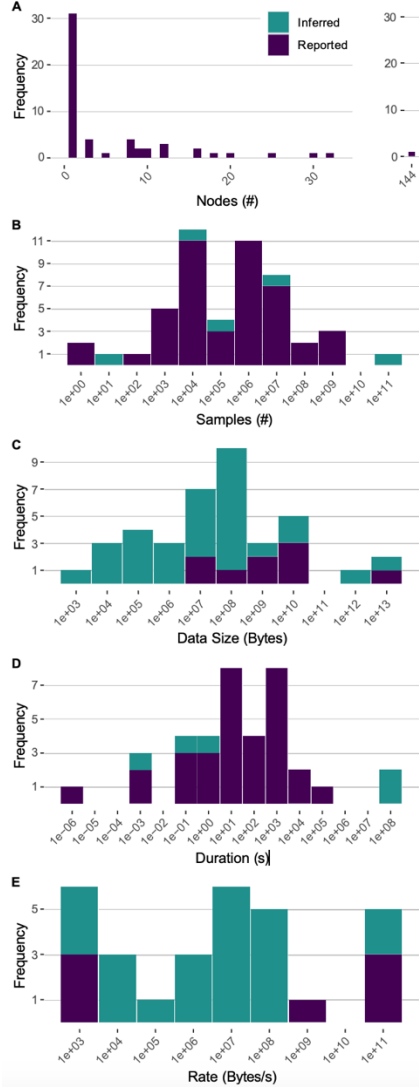 A
Frequency
30
20
10
0
Inferred
Reported
30
20
10
0
0
10
20
30
144
Nodes (#)
B
Frequency
11
9
7
5
3
1
1e+00
1e+01
1e+02
1e+03
1e+04
1e+05
1e+06
1e+07
1e+08
1e+09
1e+10
1e+11
Samples (#)
C
Frequency
9
7
5
3
1
1e+03
1e+04
1e+05
1e+06
1e+07
1e+08
1e+09
1e+10
1e+11
1e+12
1e+13
Data Size (Bytes)
D
Frequency
7
5
3
1
1e−06
1e−05
1e−04
1e−03
1e−02
1e−01
1e+00
1e+01
1e+02
1e+03
1e+04
1e+05
1e+06
1e+07
1e+08
Duration (s)
E
Frequency
5
3
1
1e+03
1e+04
1e+05
1e+06
1e+07
1e+08
1e+09
1e+10
1e+11
Rate (Bytes/s)